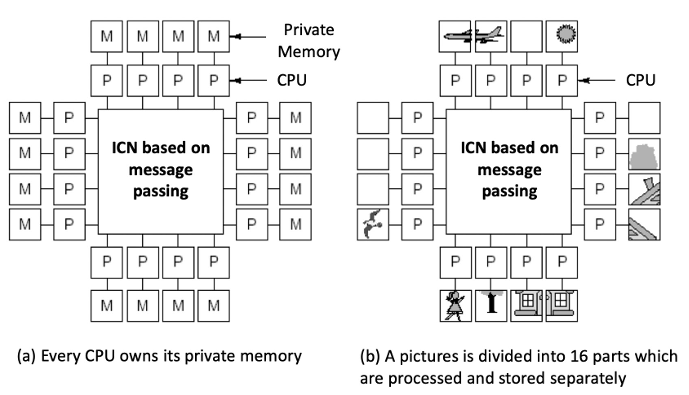 M M M M Private
Memory
P P P P CPU
M P P M
M P P M
M P P M
M P P M
ICN based on
message
passing
P P P P
M M M M
(a) Every CPU owns its private memory
P P P P CPU
P P
P P
P P
P P
ICN based on
message
passing
P P P P
(b) A pictures is divided into 16 parts which
are processed and stored separately